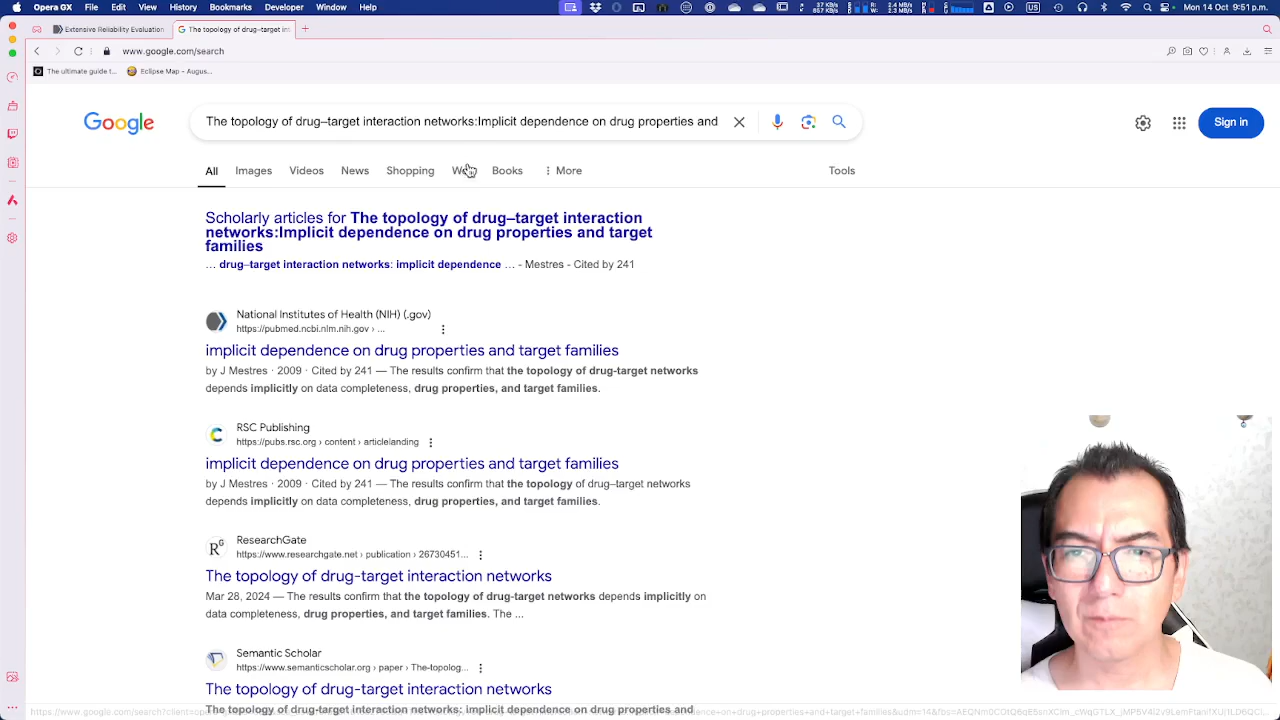 Opera GX File Edit View History Bookmarks Developer Window Help
Extensive Reliability Evaluation
The topology of drug–target int
www.google.com/search
The ultimate guide t...
Eclipse Map - Augus...
Google
The topology of drug–target interaction networks:Implicit dependence on drug properties and
Sign in
All Images Videos News Shopping Books More Tools
Scholarly articles for The topology of drug–target interaction
networks:Implicit dependence on drug properties and target
families
... drug–target interaction networks: implicit dependence ... - Mestres - Cited by 241
National Institutes of Health (NIH) (.gov)
https://pubmed.ncbi.nlm.nih.gov › ...
implicit dependence on drug properties and target families
by J Mestres · 2009 · Cited by 241 — The results confirm that the topology of drug-target networks
depends implicitly on data completeness, drug properties, and target families.
RSC Publishing
https://pubs.rsc.org › content › articlelanding
implicit dependence on drug properties and target families
by J Mestres · 2009 · Cited by 241 — The results confirm that the topology of drug–target networks
depends implicitly on data completeness, drug properties, and target families.
ResearchGate
https://www.researchgate.net › publication › 26730451...
The topology of drug-target interaction networks
Mar 28, 2024 — The results confirm that the topology of drug-target networks depends implicitly on
data completeness, drug properties, and target families. The ...
Semantic Scholar
https://www.semanticscholar.org › paper › The-topolog...
The topology of drug-target interaction networks
The topology of drug-target interaction networks: implicit dependence on drug properties and